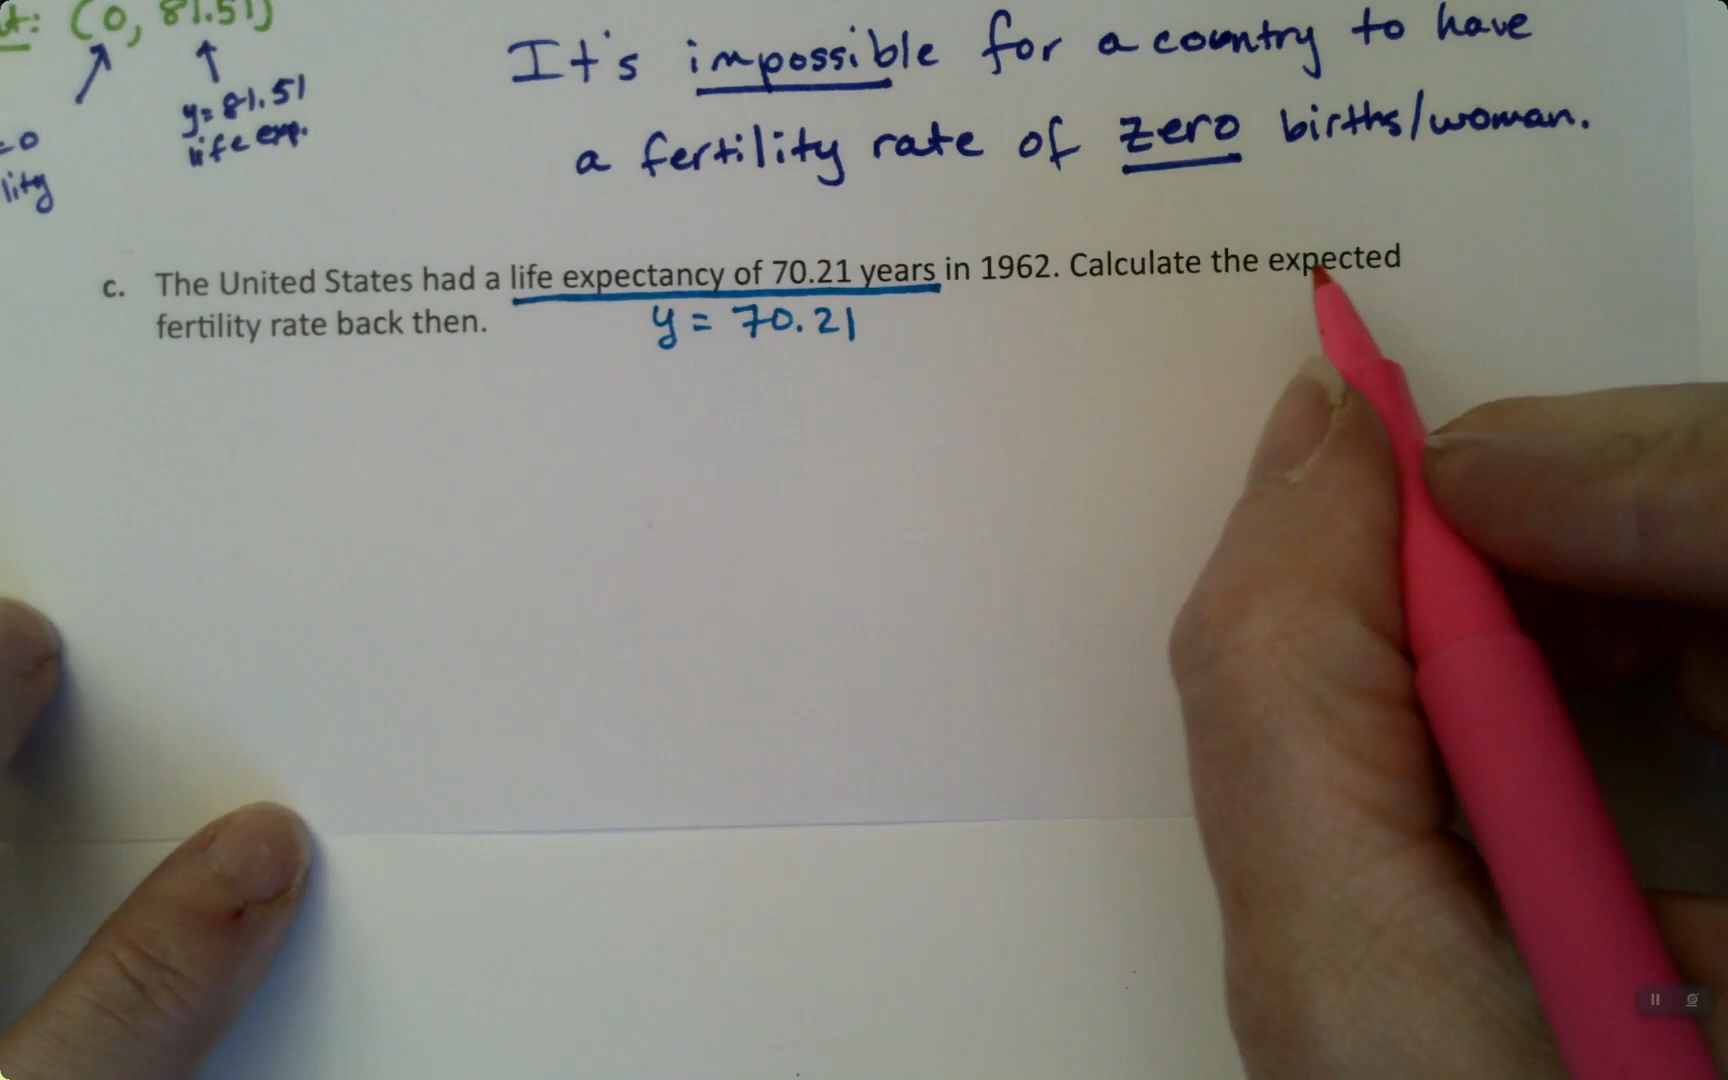 t: (0, 81.51)
y=81.51
life exp.
=0
lity
It's impossible for a country to have
a fertility rate of zero births/woman.
c. The United States had a life expectancy of 70.21 years in 1962. Calculate the expected
fertility rate back then.
y = 70.21